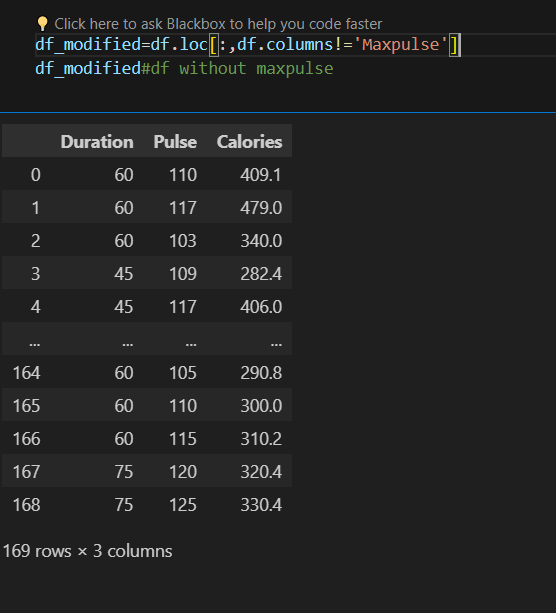 Click here to ask Blackbox to help you code faster
df_modified=df.loc[:,df.columns!='Maxpulse']
df_modified#df without maxpulse
Duration Pulse Calories
0 60 110 409.1
1 60 117 479.0
2 60 103 340.0
3 45 109 282.4
4 45 117 406.0
... ... ... ...
164 60 105 290.8
165 60 110 300.0
166 60 115 310.2
167 75 120 320.4
168 75 125 330.4
169 rows × 3 columns